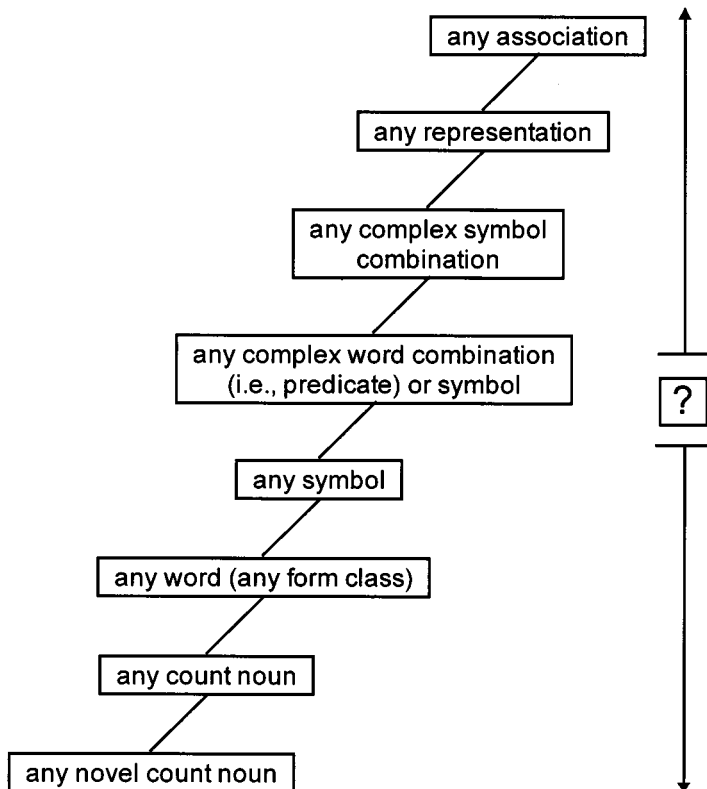 any association
any representation
any complex symbol
combination
any complex word combination
(i.e., predicate) or symbol
?
any symbol
any word (any form class)
any count noun
any novel count noun